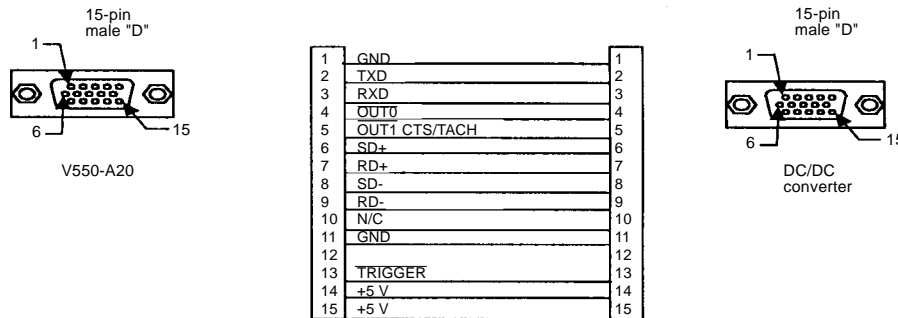 15-pin
male "D"
1
6
15
V550-A20
1 GND 1
2 TXD 2
3 RXD 3
4 OUT0 4
5 OUT1 CTS/TACH 5
6 SD+ 6
7 RD+ 7
8 SD- 8
9 RD- 9
10 N/C 10
11 GND 11
12 12
13 TRIGGER 13
14 +5 V 14
15 +5 V 15
15-pin
male "D"
1
6
15
DC/DC
converter